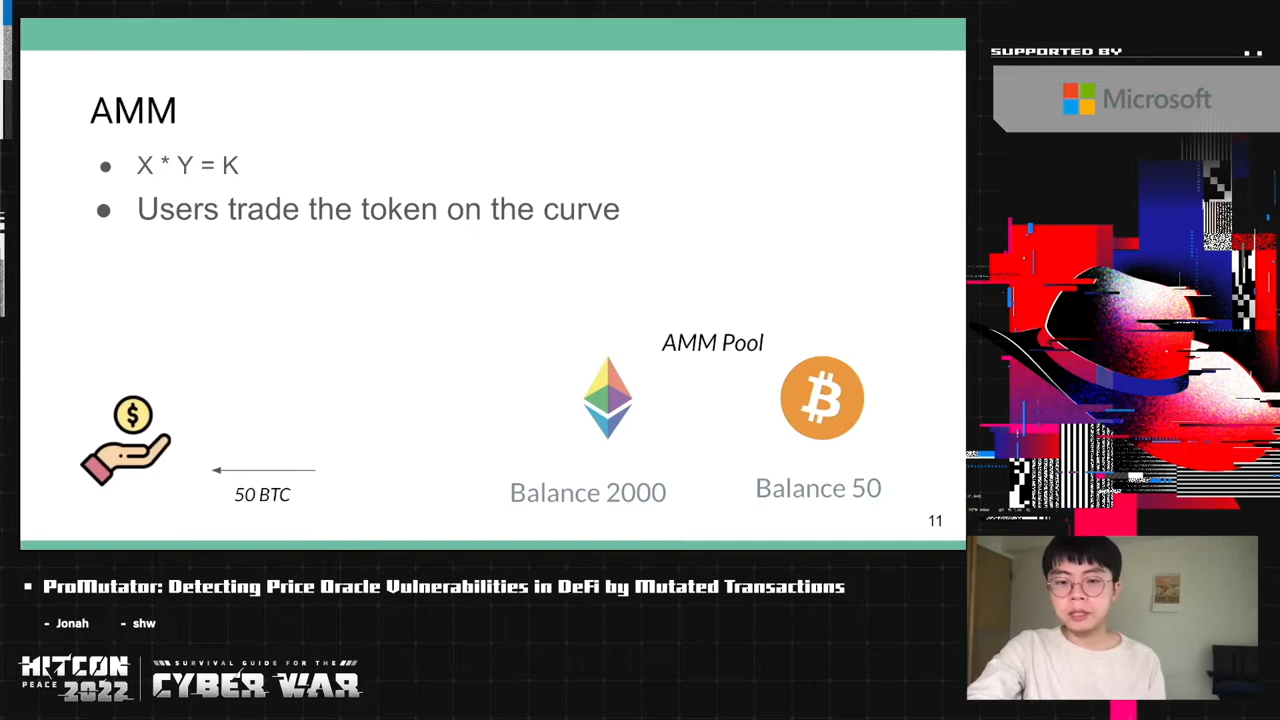 AMM
● X * Y = K
● Users trade the token on the curve
AMM Pool
50 BTC
Balance 2000
Balance 50
11
SUPPORTED BY
Microsoft
ProMutator: Detecting Price Oracle Vulnerabilities in DeFi by Mutated Transactions
- Jonah - shw
HITCON
PEACE 2022
SURVIVAL GUIDE FOR THE
CYBER WAR